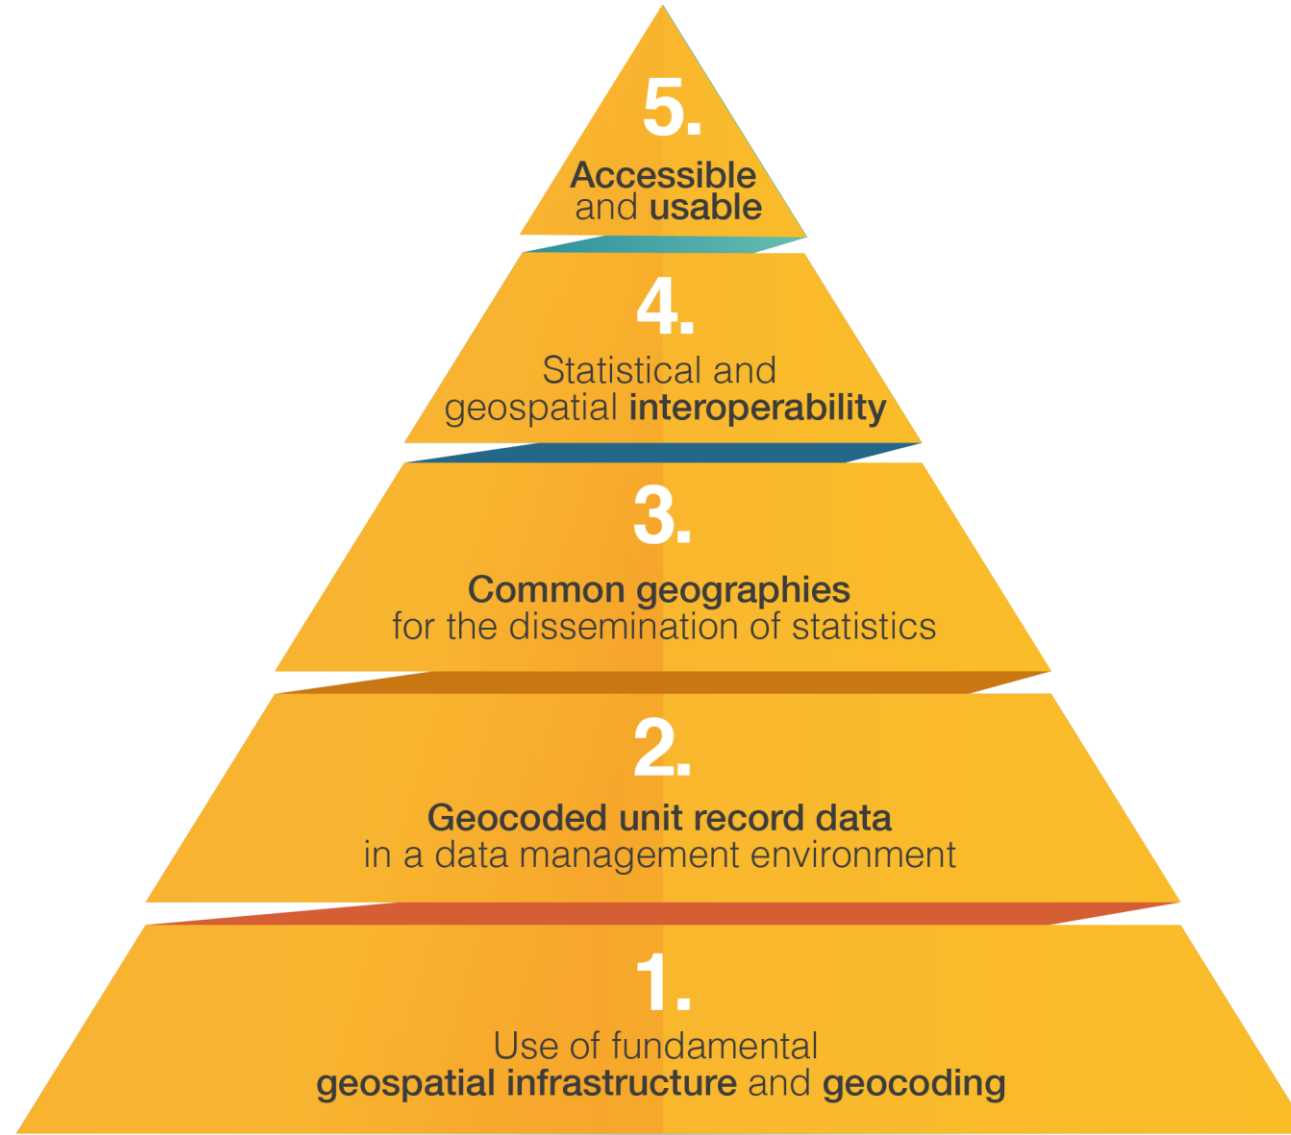 5.
Accessible
and usable
4.
Statistical and
geospatial interoperability
3.
Common geographies
for the dissemination of statistics
2.
Geocoded unit record data
in a data management environment
1.
Use of fundamental
geospatial infrastructure and geocoding